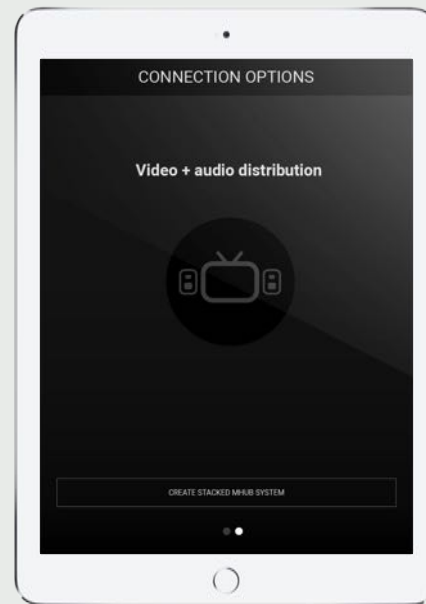 CONNECTION OPTIONS
Video + audio distribution
CREATE STACKED MHUB SYSTEM